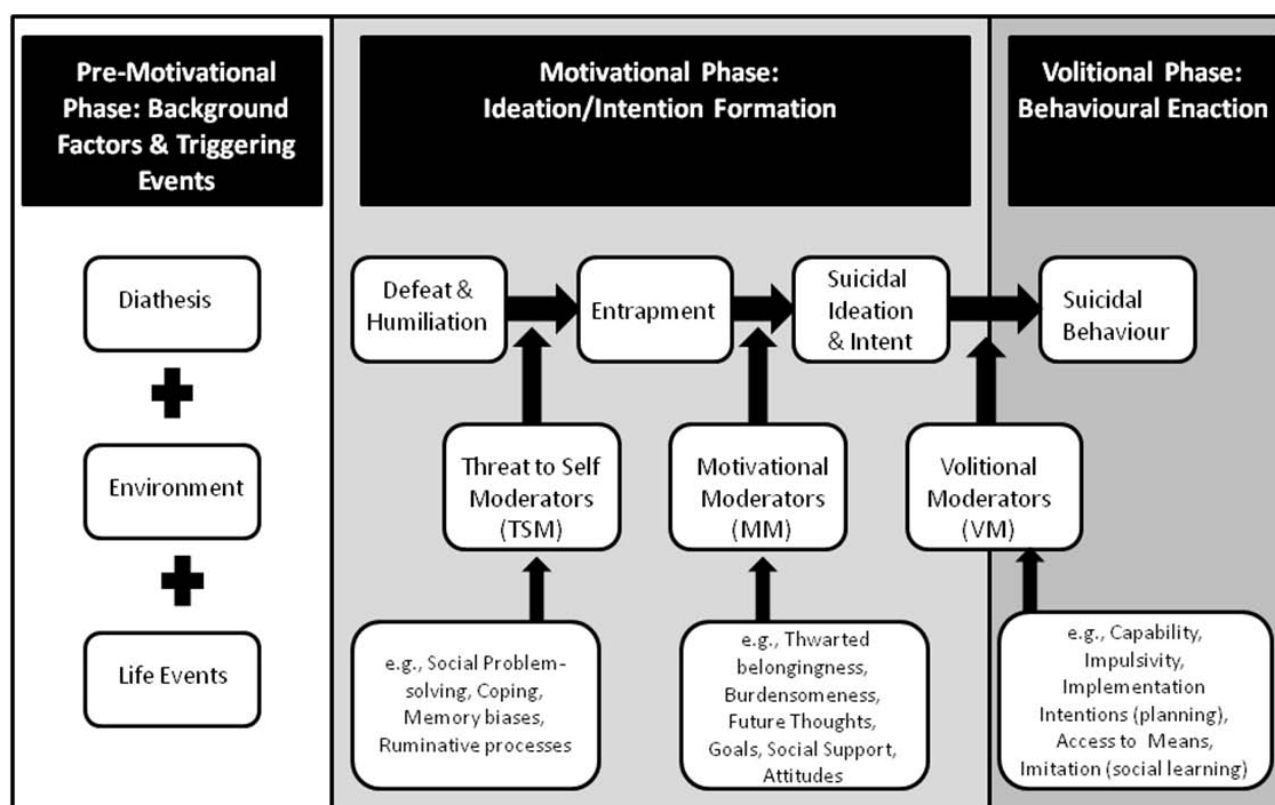 Pre-Motivational
Phase: Background
Factors & Triggering
Events
Motivational Phase:
Ideation/Intention Formation
Volitional Phase:
Behavioural Enaction
Diathesis
Environment
Life Events
Defeat &
Humiliation
Entrapment
Suicidal
Ideation
& Intent
Suicidal
Behaviour
Threat to Self
Moderators
(TSM)
Motivational
Moderators
(MM)
Volitional
Moderators
(VM)
e.g., Social Problem-
solving, Coping,
Memory biases,
Ruminative processes
e.g., Thwarted
belongingness,
Burdensomeness,
Future Thoughts,
Goals, Social Support,
Attitudes
e.g., Capability,
Impulsivity,
Implementation
Intentions (planning),
Access to Means,
Imitation (social learning)